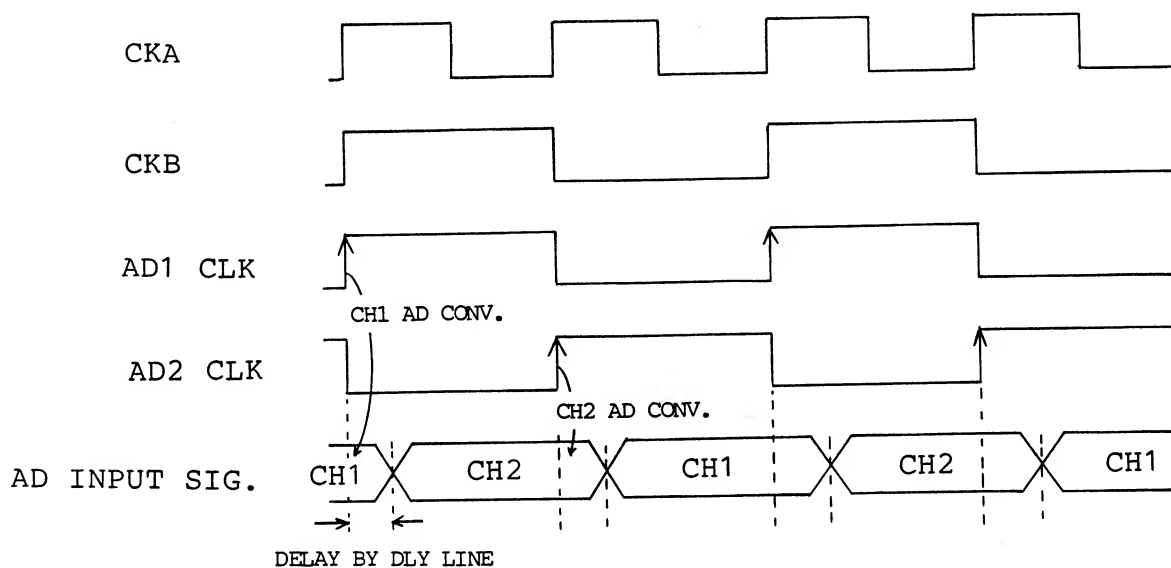 CKA
CKB
AD1 CLK
CH1 AD CONV.
AD2 CLK
CH2 AD CONV.
AD INPUT SIG. CH1 CH2 CH1 CH2 CH1
DELAY BY DLY LINE